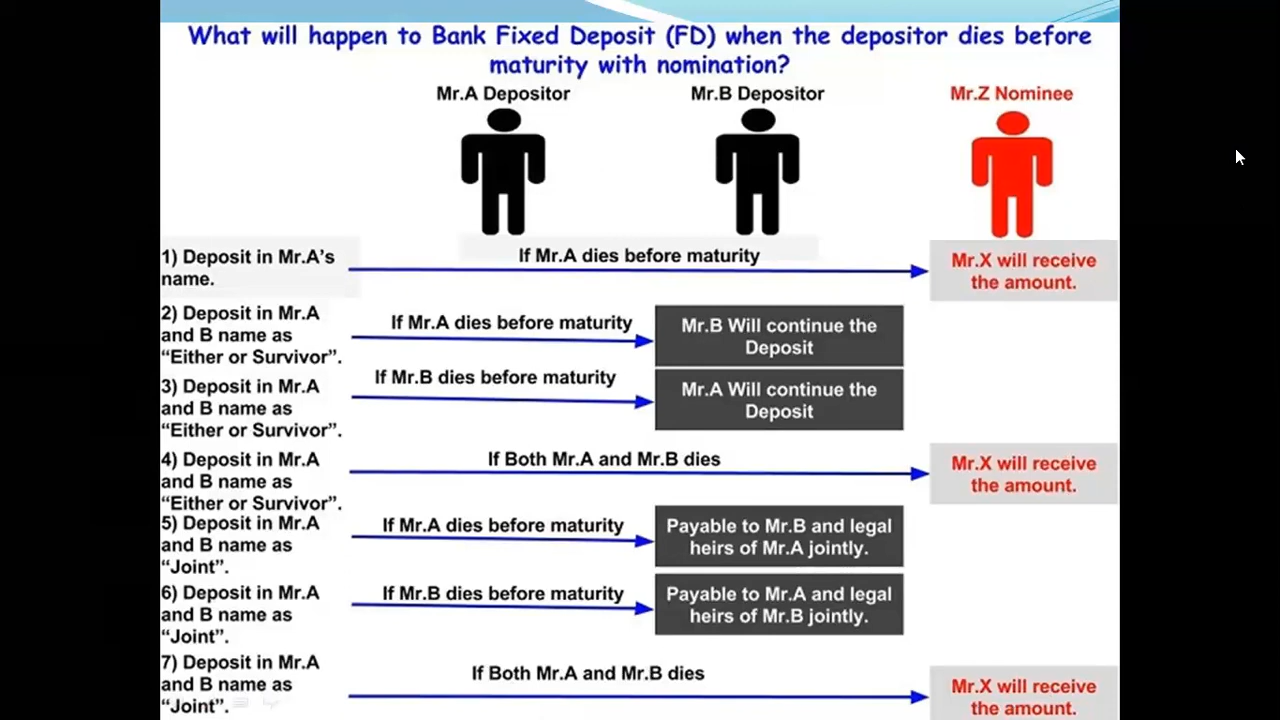 What will happen to Bank Fixed Deposit (FD) when the depositor dies before
maturity with nomination?
Mr.A Depositor
Mr.B Depositor
Mr.Z Nominee
1) Deposit in Mr.A's
name.
If Mr.A dies before maturity
Mr.X will receive
the amount.
2) Deposit in Mr.A
and B name as
“Either or Survivor”.
If Mr.A dies before maturity
Mr.B Will continue the
Deposit
3) Deposit in Mr.A
and B name as
“Either or Survivor”.
If Mr.B dies before maturity
Mr.A Will continue the
Deposit
4) Deposit in Mr.A
and B name as
“Either or Survivor”.
If Both Mr.A and Mr.B dies
Mr.X will receive
the amount.
5) Deposit in Mr.A
and B name as
“Joint”.
If Mr.A dies before maturity
Payable to Mr.B and legal
heirs of Mr.A jointly.
6) Deposit in Mr.A
and B name as
“Joint”.
If Mr.B dies before maturity
Payable to Mr.A and legal
heirs of Mr.B jointly.
7) Deposit in Mr.A
and B name as
“Joint”.
If Both Mr.A and Mr.B dies
Mr.X will receive
the amount.